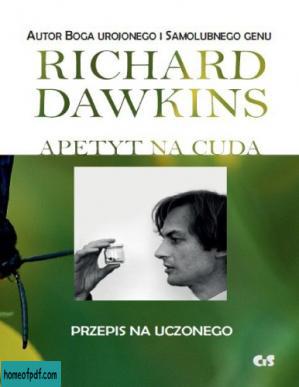 AUTOR BOGA UROJONEGO I SAMOLUBNEGO GENU
RICHARD
DAWKINS
APETYT NA CUDA
PRZEPIS NA UCZONEGO
CiS
homeofpdf.com